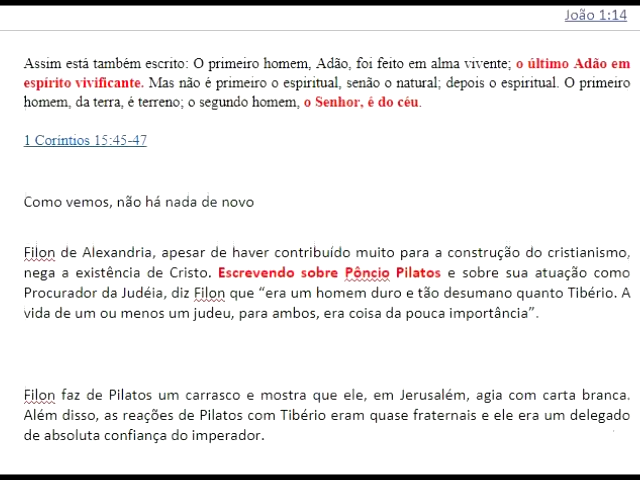 João 1:14
Assim está também escrito: O primeiro homem, Adão, foi feito em alma vivente; o último Adão em
espírito vivificante. Mas não é primeiro o espiritual, senão o natural; depois o espiritual. O primeiro
homem, da terra, é terreno; o segundo homem, o Senhor, é do céu.
1 Coríntios 15:45-47
Como vemos, não há nada de novo
Filon de Alexandria, apesar de haver contribuído muito para a construção do cristianismo,
nega a existência de Cristo. Escrevendo sobre Pôncio Pilatos e sobre sua atuação como
Procurador da Judéia, diz Filon que “era um homem duro e tão desumano quanto Tibério. A
vida de um ou menos um judeu, para ambos, era coisa da pouca importância”.
Filon faz de Pilatos um carrasco e mostra que ele, em Jerusalém, agia com carta branca.
Além disso, as reações de Pilatos com Tibério eram quase fraternais e ele era um delegado
de absoluta confiança do imperador.